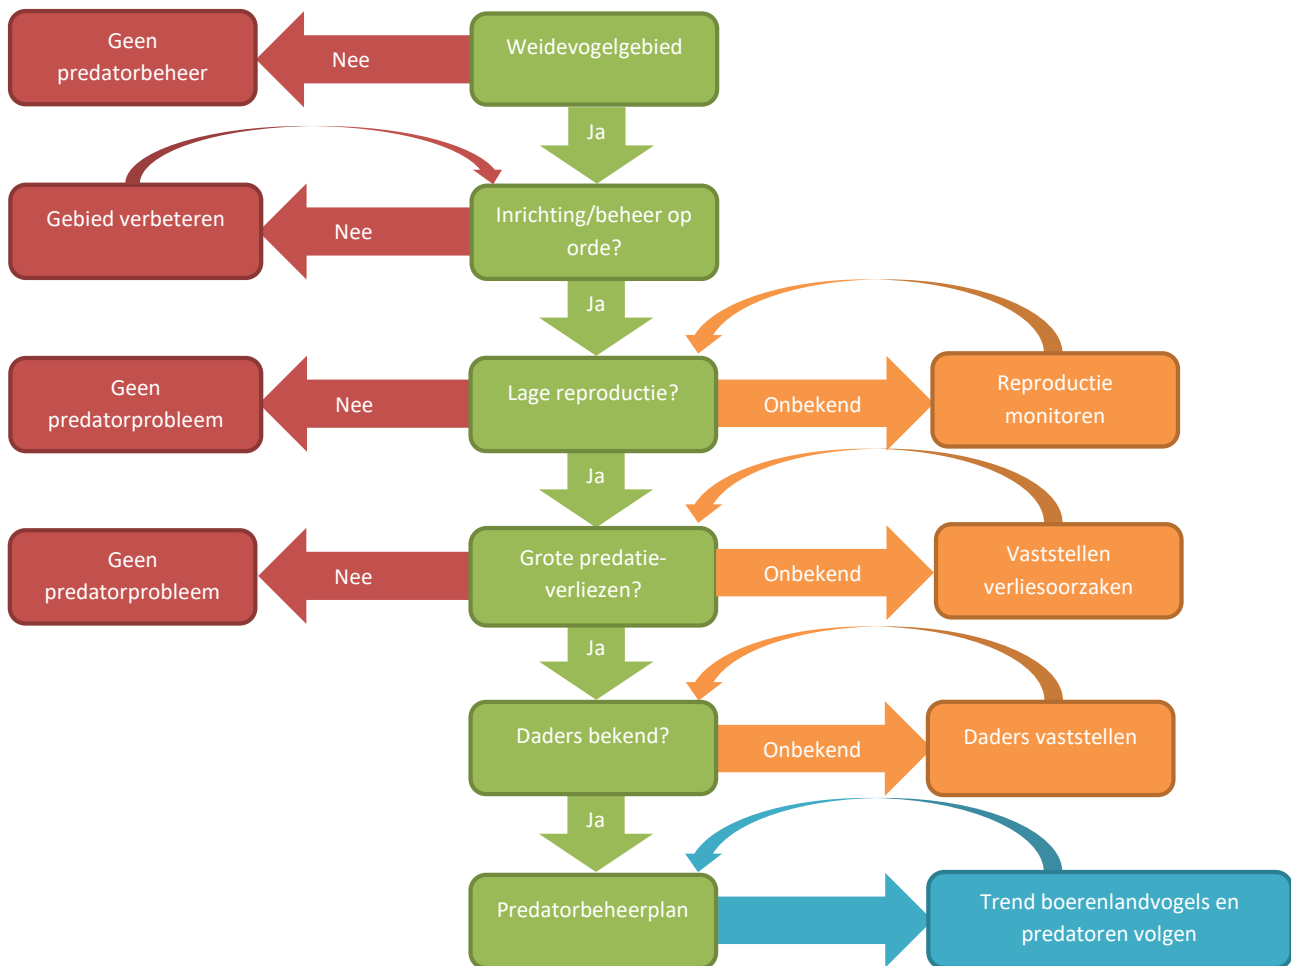 Geen
predatorbeheer
Nee
Weidevogelgebied
Ja
Gebied verbeteren
Nee
Inrichting/beheer op
orde?
Ja
Geen
predatorprobleem
Nee
Lage reproductie?
Onbekend
Reproductie
monitoren
Ja
Geen
predatorprobleem
Nee
Grote predatie-
verliezen?
Onbekend
Vaststellen
verliesoorzaken
Ja
Daders bekend?
Onbekend
Daders vaststellen
Ja
Predatorbeheerplan
Trend boerenlandvogels en
predatoren volgen